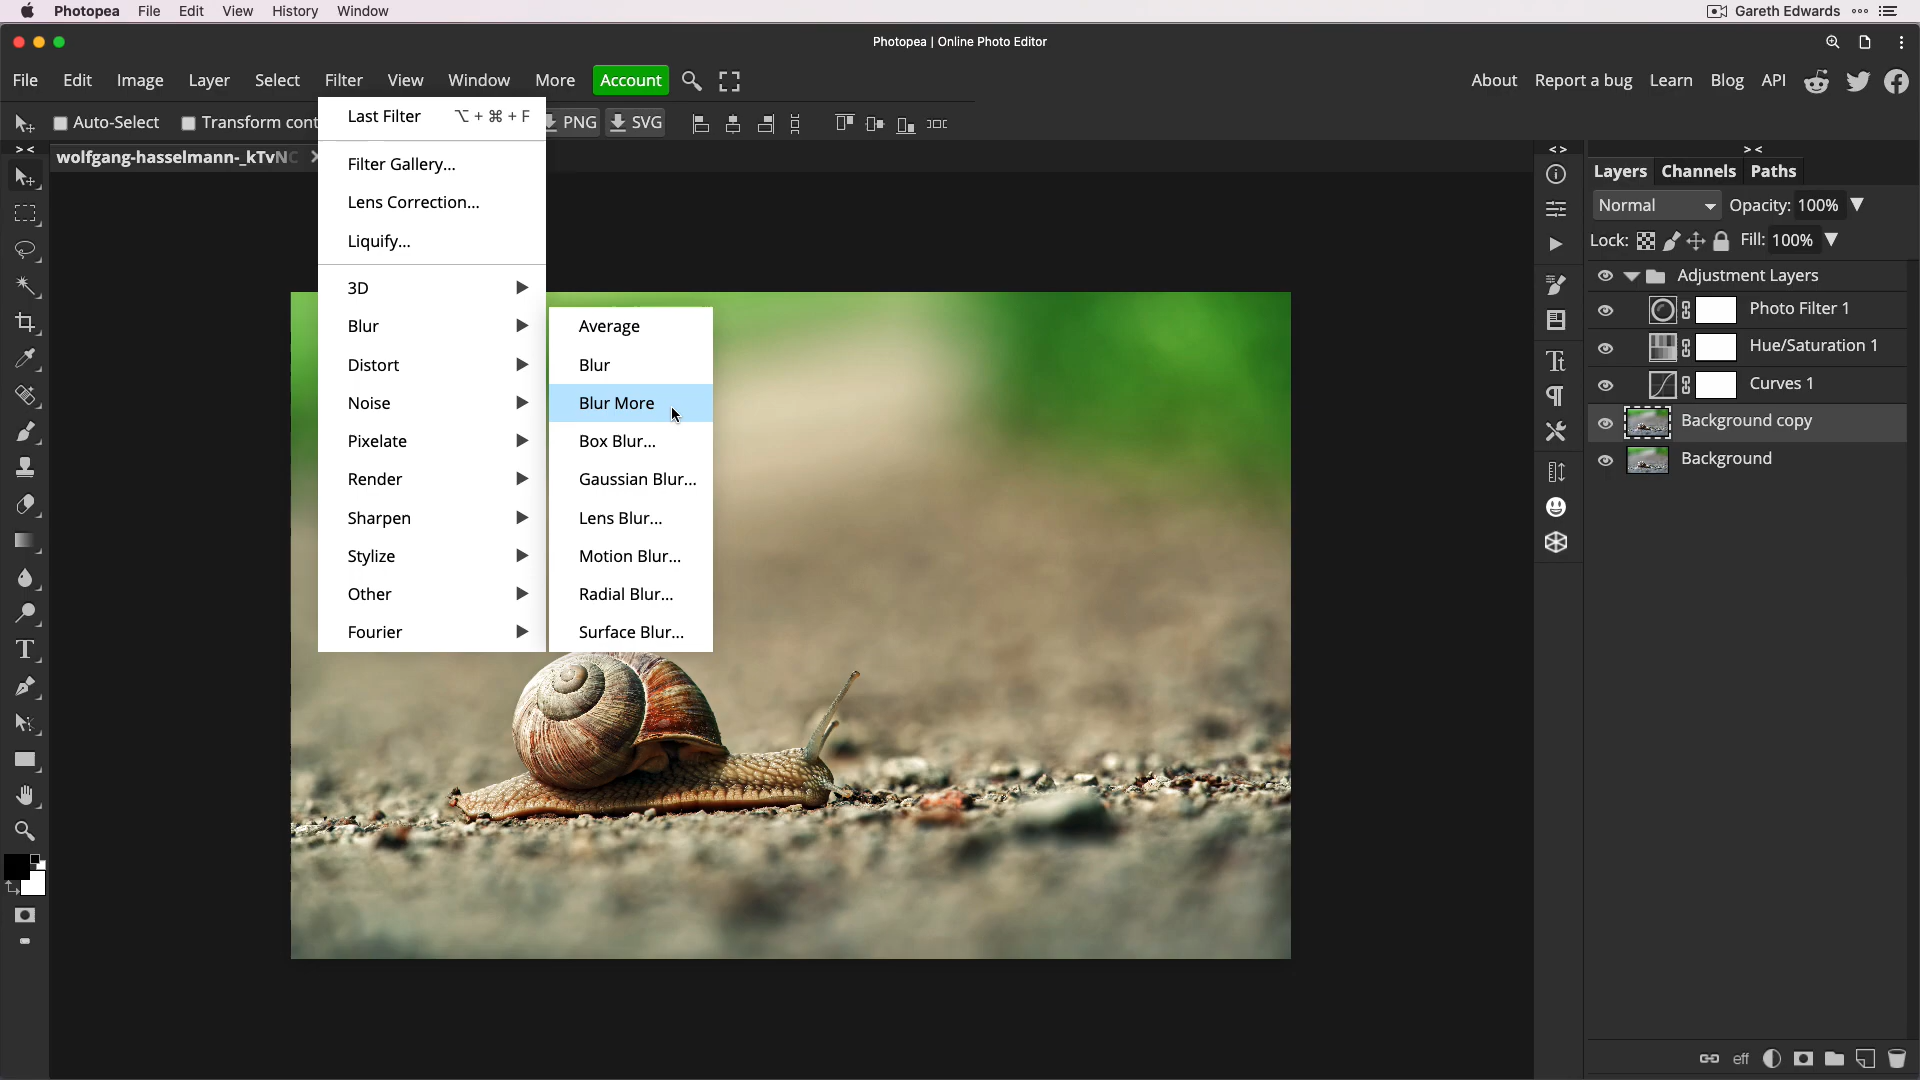 Photopea File Edit View History Window Gareth Edwards
Photopea | Online Photo Editor
File Edit Image Layer Select Filter View Window More Account About Report a bug Learn Blog API
Auto-Select Transform cont PNG SVG
wolfgang-hasselmann-_kTvNC
Last Filter ⌥ + ⌘ + F
Filter Gallery...
Lens Correction...
Liquify...
3D
Blur
Distort
Noise
Pixelate
Render
Sharpen
Stylize
Other
Fourier
Average
Blur
Blur More
Box Blur...
Gaussian Blur...
Lens Blur...
Motion Blur...
Radial Blur...
Surface Blur...
> <
< >
> <
Layers Channels Paths
Normal Opacity: 100%
Lock: Fill: 100%
Adjustment Layers
Photo Filter 1
Hue/Saturation 1
Curves 1
Background copy
Background
eff